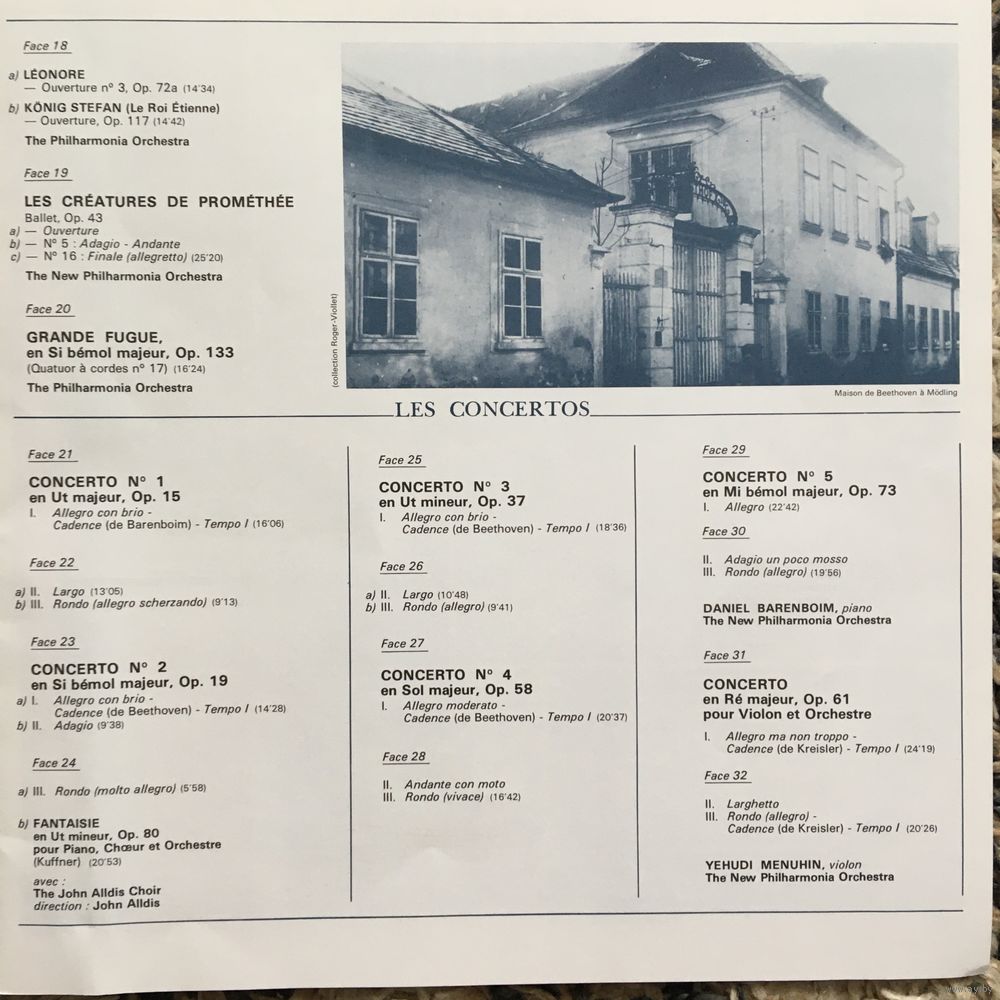 Face 18
a) LÉONORE
— Ouverture nº 3, Op. 72a (14'34)
b) KÖNIG STEFAN (Le Roi Étienne)
— Ouverture, Op. 117 (14'42)
The Philharmonia Orchestra
Face 19
LES CRÉATURES DE PROMÉTHÉE
Ballet, Op. 43
a) — Ouverture
b) — Nº 5 : Adagio - Andante
c) — Nº 16 : Finale (allegretto) (25'20)
The New Philharmonia Orchestra
Face 20
GRANDE FUGUE,
en Si bémol majeur, Op. 133
(Quatuor à cordes nº 17) (16'24)
The Philharmonia Orchestra
(collection Roger-Viollet)
Maison de Beethoven à Mödling
LES CONCERTOS
Face 21
CONCERTO Nº 1
en Ut majeur, Op. 15
I. Allegro con brio -
Cadence (de Barenboim) - Tempo I (16'06)
Face 22
a) II. Largo (13'05)
b) III. Rondo (allegro scherzando) (9'13)
Face 23
CONCERTO Nº 2
en Si bémol majeur, Op. 19
a) I. Allegro con brio -
Cadence (de Beethoven) - Tempo I (14'28)
b) II. Adagio (9'38)
Face 24
a) III. Rondo (molto allegro) (5'58)
b) FANTAISIE
en Ut mineur, Op. 80
pour Piano, Chœur et Orchestre
(Kuffner) (20'53)
avec :
The John Alldis Choir
direction : John Alldis
Face 25
CONCERTO Nº 3
en Ut mineur, Op. 37
I. Allegro con brio -
Cadence (de Beethoven) - Tempo I (18'36)
Face 26
a) II. Largo (10'48)
b) III. Rondo (allegro) (9'41)
Face 27
CONCERTO Nº 4
en Sol majeur, Op. 58
I. Allegro moderato -
Cadence (de Beethoven) - Tempo I (20'37)
Face 28
II. Andante con moto
III. Rondo (vivace) (16'42)
Face 29
CONCERTO Nº 5
en Mi bémol majeur, Op. 73
I. Allegro (22'42)
Face 30
II. Adagio un poco mosso
III. Rondo (allegro) (19'56)
DANIEL BARENBOIM, piano
The New Philharmonia Orchestra
Face 31
CONCERTO
en Ré majeur, Op. 61
pour Violon et Orchestre
I. Allegro ma non troppo -
Cadence (de Kreisler) - Tempo I (24'19)
Face 32
II. Larghetto
III. Rondo (allegro) -
Cadence (de Kreisler) - Tempo I (20'26)
YEHUDI MENUHIN, violon
The New Philharmonia Orchestra